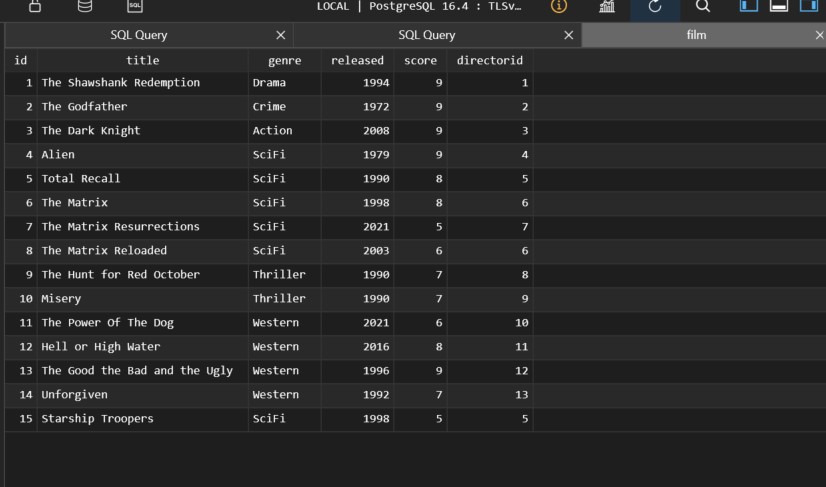 SQL LOCAL | PostgreSQL 16.4 : TLSv...
SQL Query SQL Query film
id title genre released score directorid
1 The Shawshank Redemption Drama 1994 9 1
2 The Godfather Crime 1972 9 2
3 The Dark Knight Action 2008 9 3
4 Alien SciFi 1979 9 4
5 Total Recall SciFi 1990 8 5
6 The Matrix SciFi 1998 8 6
7 The Matrix Resurrections SciFi 2021 5 7
8 The Matrix Reloaded SciFi 2003 6 6
9 The Hunt for Red October Thriller 1990 7 8
10 Misery Thriller 1990 7 9
11 The Power Of The Dog Western 2021 6 10
12 Hell or High Water Western 2016 8 11
13 The Good the Bad and the Ugly Western 1996 9 12
14 Unforgiven Western 1992 7 13
15 Starship Troopers SciFi 1998 5 5